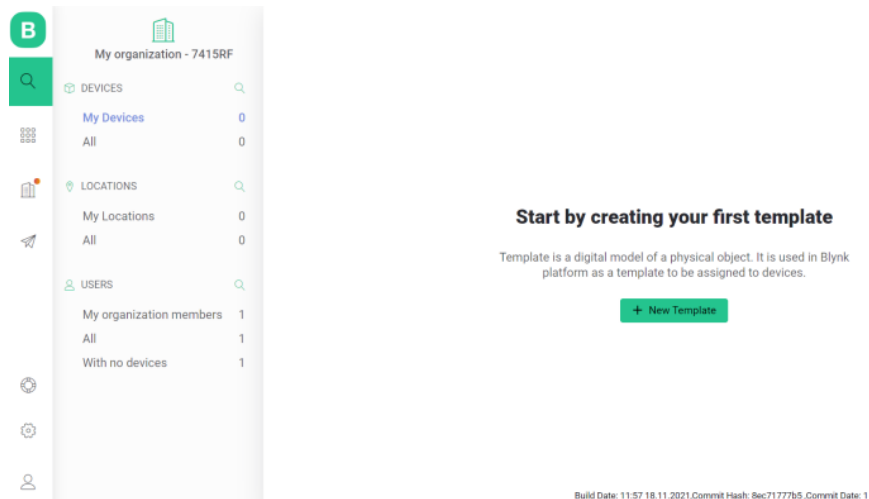 B
My organization - 7415RF
DEVICES
My Devices 0
All 0
LOCATIONS
My Locations 0
All 0
USERS
My organization members 1
All 1
With no devices 1
Start by creating your first template
Template is a digital model of a physical object. It is used in Blynk
platform as a template to be assigned to devices.
+ New Template
Build Date: 11:57 18.11.2021.Commit Hash: 8ec71777b5 .Commit Date: 1